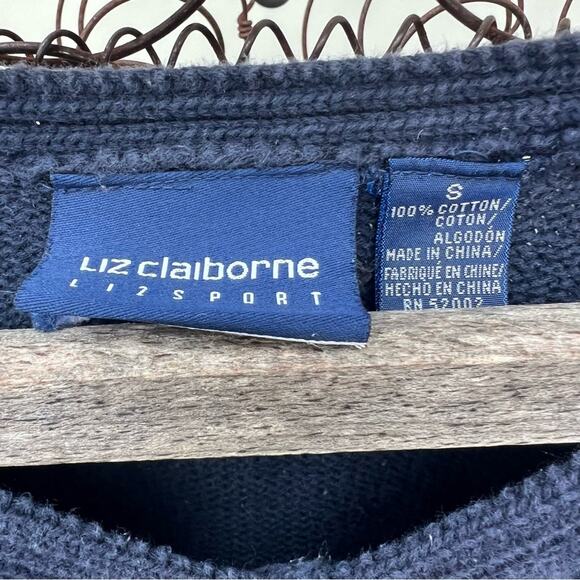 LIZ claiborne
LIZSPORT
S
100% COTTON/
COTON/
ALGODÓN
MADE IN CHINA/
FABRIQUÉ EN CHINE/
HECHO EN CHINA
RN 52002